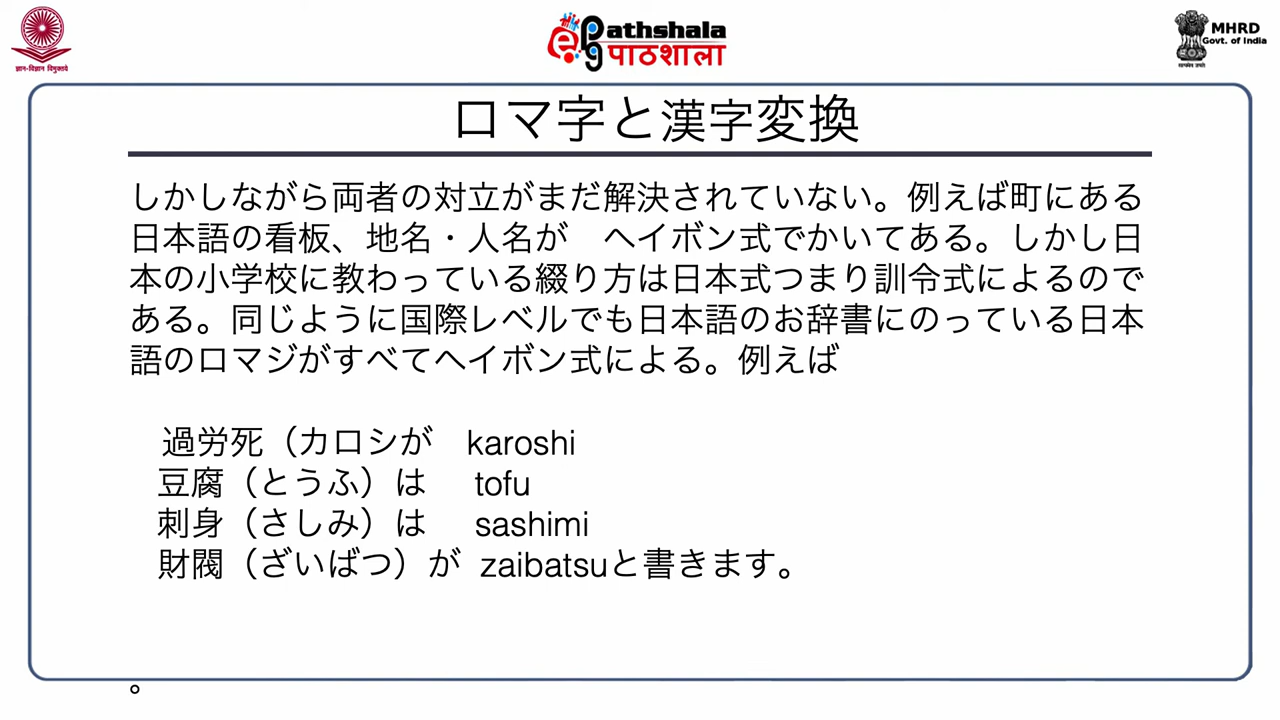 ज्ञान-विज्ञान विमुक्तये
epg Pathshala
पाठशाला
MHRD
Govt. of India
सत्यमेव जयते
ロマ字と漢字変換
しかしながら両者の対立がまだ解決されていない。例えば町にある
日本語の看板、地名・人名が　ヘイボン式でかいてある。しかし日
本の小学校に教わっている綴り方は日本式つまり訓令式によるので
ある。同じように国際レベルでも日本語のお辞書にのっている日本
語のロマジがすべてヘイボン式による。例えば
過労死（カロシが　karoshi
豆腐（とうふ）は　tofu
刺身（さしみ）は　sashimi
財閥（ざいばつ）が zaibatsuと書きます。
。